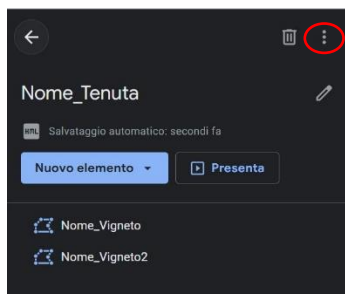 Nome_Tenuta
KML Salvataggio automatico: secondi fa
Nuovo elemento Presenta
Nome_Vigneto
Nome_Vigneto2